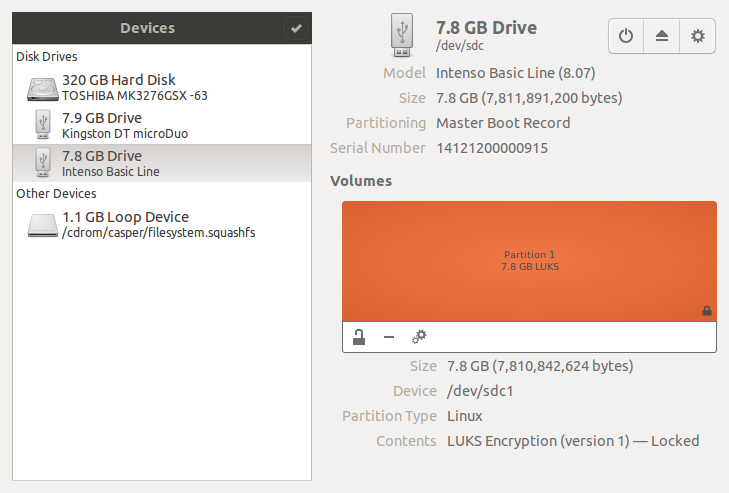 Devices
Disk Drives
320 GB Hard Disk
TOSHIBA MK3276GSX -63
7.9 GB Drive
Kingston DT microDuo
7.8 GB Drive
Intenso Basic Line
Other Devices
1.1 GB Loop Device
/cdrom/casper/filesystem.squashfs
7.8 GB Drive
/dev/sdc
Model Intenso Basic Line (8.07)
Size 7.8 GB (7,811,891,200 bytes)
Partitioning Master Boot Record
Serial Number 14121200000915
Volumes
Partition 1
7.8 GB LUKS
Size 7.8 GB (7,810,842,624 bytes)
Device /dev/sdc1
Partition Type Linux
Contents LUKS Encryption (version 1) — Locked